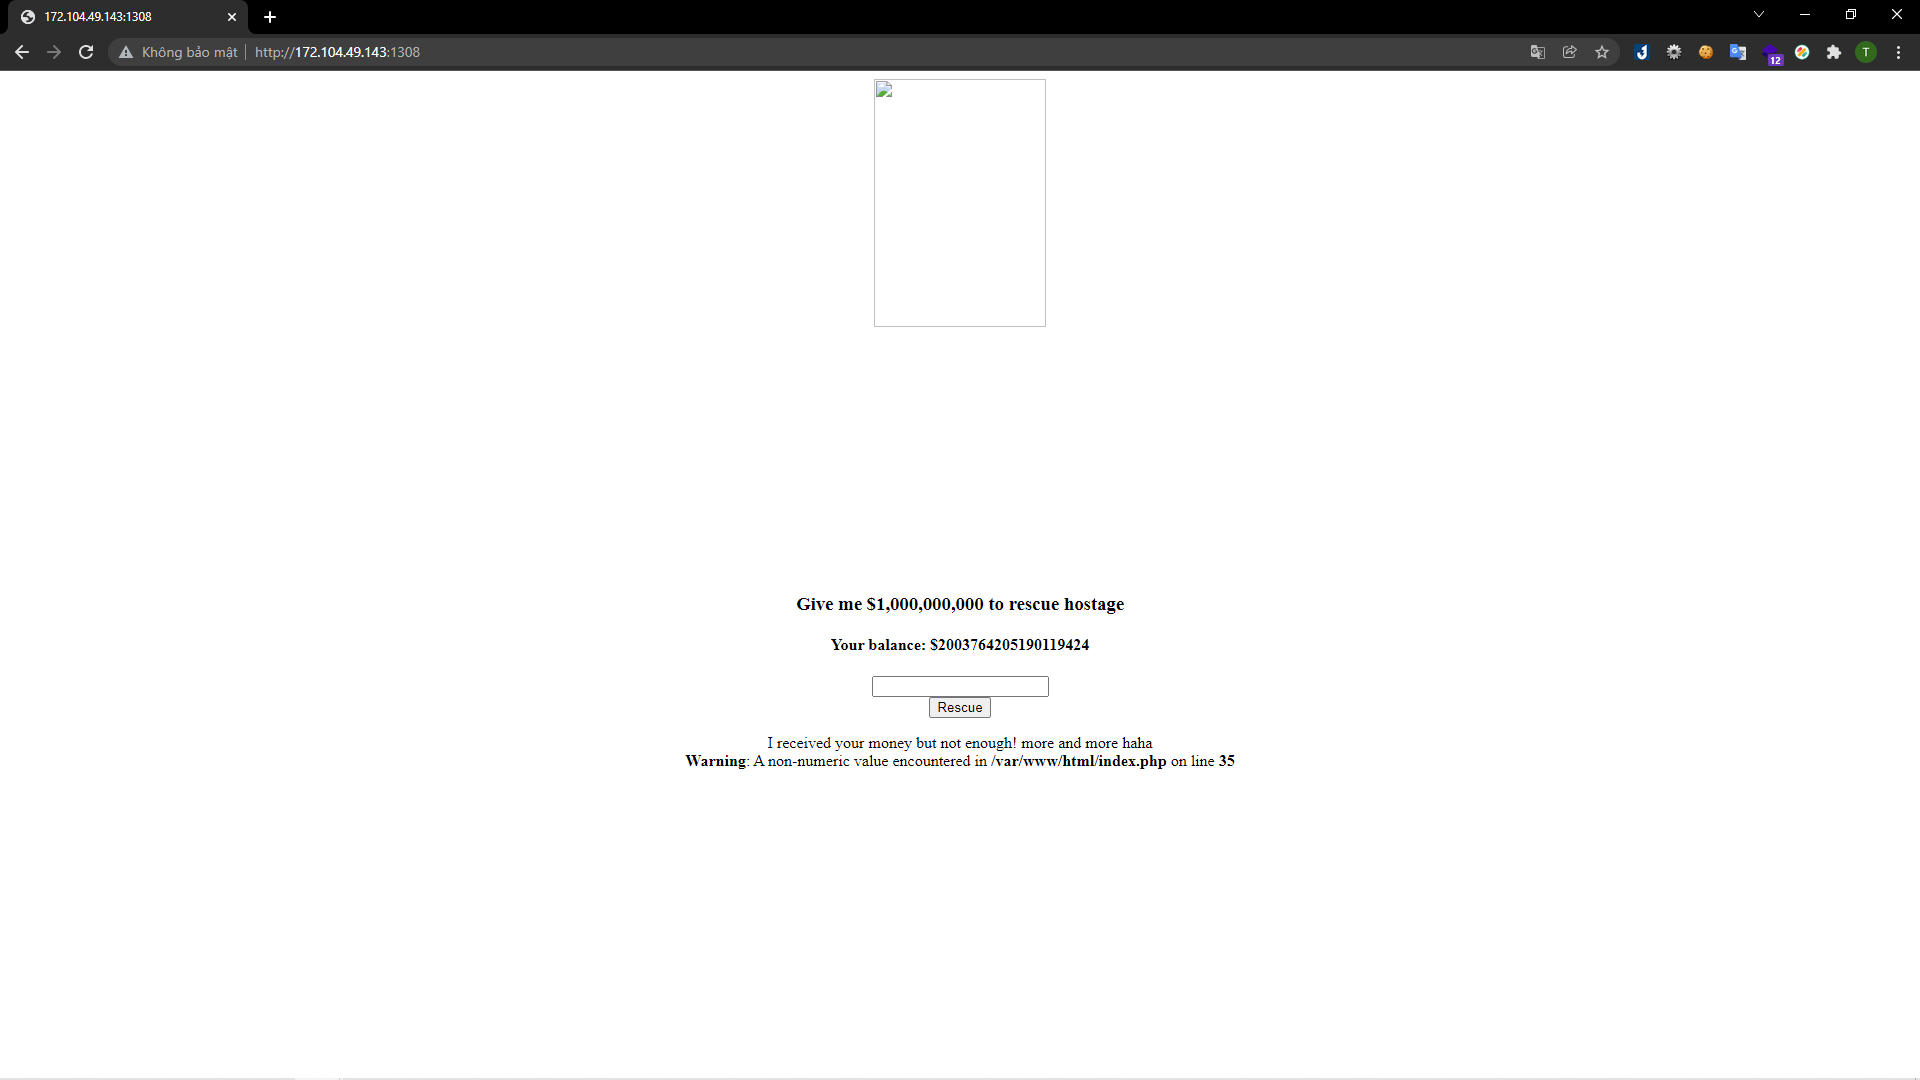 172.104.49.143:1308
Không bảo mật | http://172.104.49.143:1308
12
T
Give me $1,000,000,000 to rescue hostage
Your balance: $2003764205190119424
Rescue
I received your money but not enough! more and more haha
Warning: A non-numeric value encountered in /var/www/html/index.php on line 35